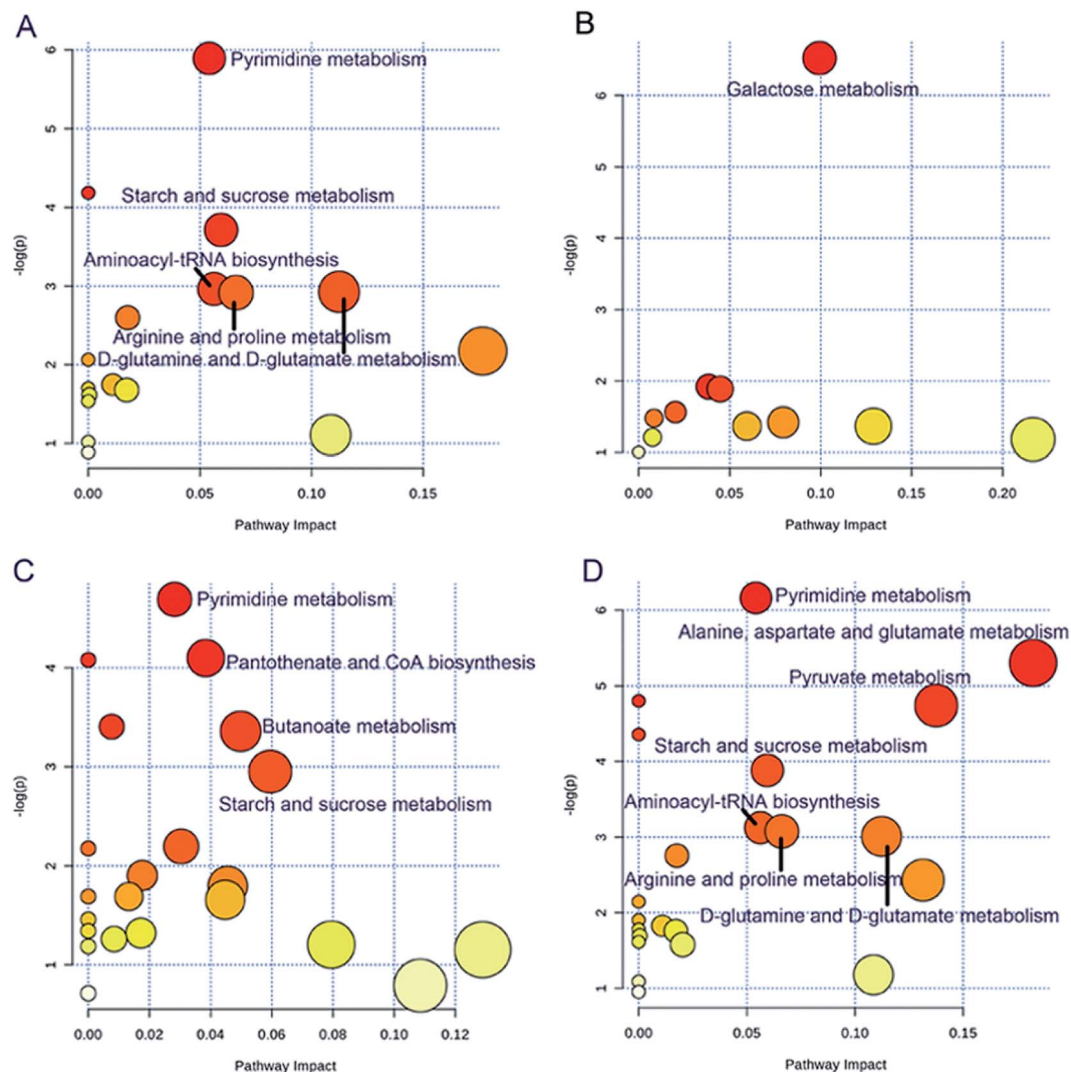 A
6
Pyrimidine metabolism
5
Starch and sucrose metabolism
4
-log(p)
Aminoacyl-tRNA biosynthesis
3
Arginine and proline metabolism
D-glutamine and D-glutamate metabolism
2
1
0.00 0.05 0.10 0.15
Pathway Impact
B
Galactose metabolism
6
5
4
-log(p)
3
2
1
0.00 0.05 0.10 0.15 0.20
Pathway Impact
C
Pyrimidine metabolism
Pantothenate and CoA biosynthesis
4
Butanoate metabolism
3
-log(p)
Starch and sucrose metabolism
2
1
0.00 0.02 0.04 0.06 0.08 0.10 0.12
Pathway Impact
D
Pyrimidine metabolism
6
Alanine, aspartate and glutamate metabolism
Pyruvate metabolism
5
Starch and sucrose metabolism
4
-log(p)
Aminoacyl-tRNA biosynthesis
3
Arginine and proline metabolism
2
D-glutamine and D-glutamate metabolism
1
0.00 0.05 0.10 0.15
Pathway Impact